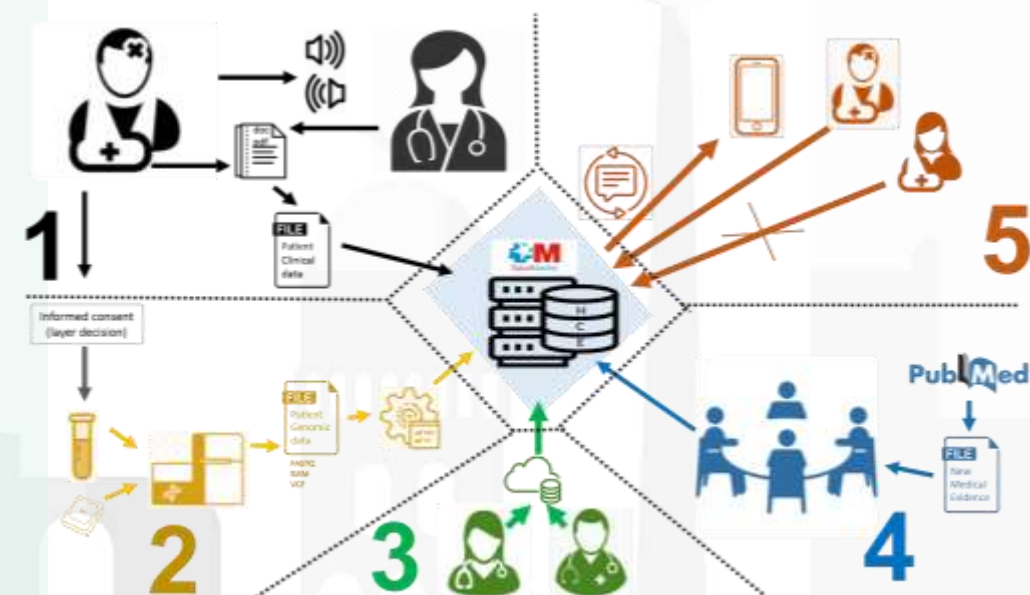 doc
pdf
1
FILE
Patient
Clinical
data
M
H
C
E
5
Informed consent
(layer decision)
FILE
Patient
Genomic
data
FASTQ
BAM
VCF
2
3
PubMed
FILE
New
Medical
Evidence
4